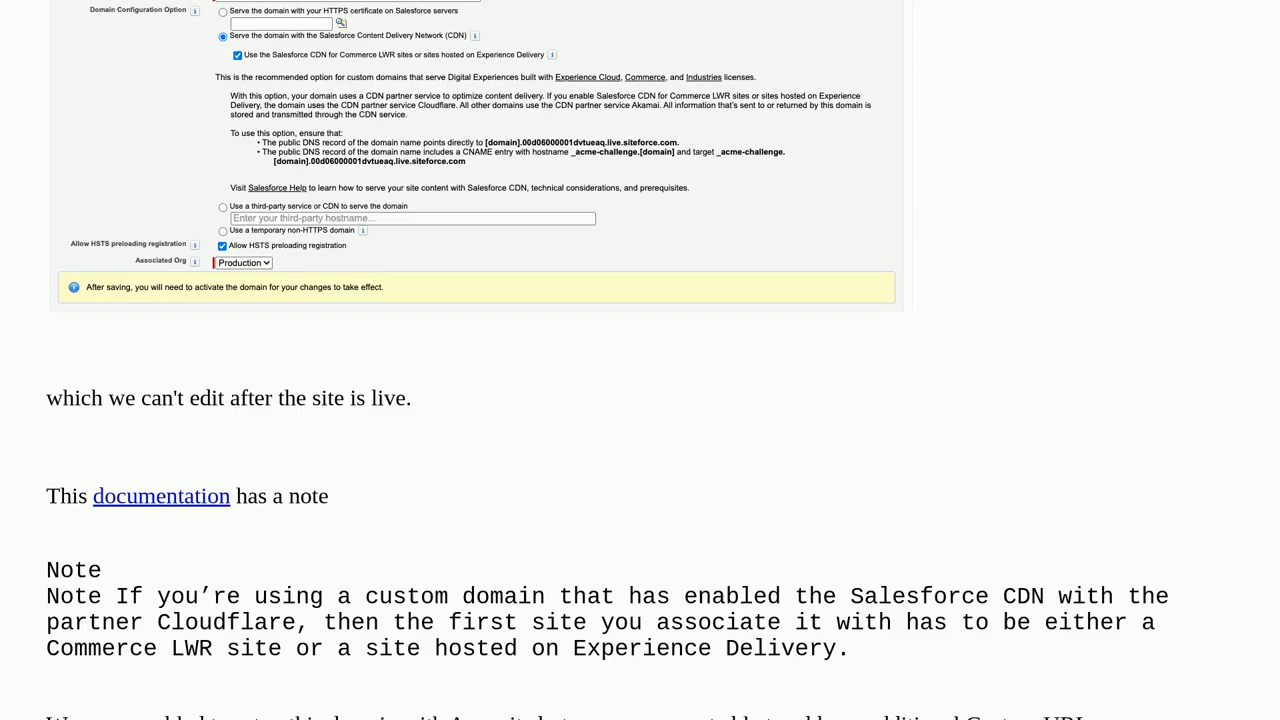 Domain Configuration Option
Serve the domain with your HTTPS certificate on Salesforce servers
Serve the domain with the Salesforce Content Delivery Network (CDN)
Use the Salesforce CDN for Commerce LWR sites or sites hosted on Experience Delivery
This is the recommended option for custom domains that serve Digital Experiences built with Experience Cloud, Commerce, and Industries licenses.
With this option, your domain uses a CDN partner service to optimize content delivery. If you enable Salesforce CDN for Commerce LWR sites or sites hosted on Experience
Delivery, the domain uses the CDN partner service Cloudflare. All other domains use the CDN partner service Akamai. All information that's sent to or returned by this domain is
stored and transmitted through the CDN service.
To use this option, ensure that:
• The public DNS record of the domain name points directly to [domain].00d06000001dvtueaq.live.siteforce.com.
• The public DNS record of the domain name includes a CNAME entry with hostname _acme-challenge.[domain] and target _acme-challenge.
[domain].00d06000001dvtueaq.live.siteforce.com
Visit Salesforce Help to learn how to serve your site content with Salesforce CDN, technical considerations, and prerequisites.
Use a third-party service or CDN to serve the domain
Enter your third-party hostname...
Use a temporary non-HTTPS domain
Allow HSTS preloading registration Allow HSTS preloading registration
Associated Org Production
After saving, you will need to activate the domain for your changes to take effect.
which we can't edit after the site is live.
This documentation has a note
Note
Note If you’re using a custom domain that has enabled the Salesforce CDN with the
partner Cloudflare, then the first site you associate it with has to be either a
Commerce LWR site or a site hosted on Experience Delivery.